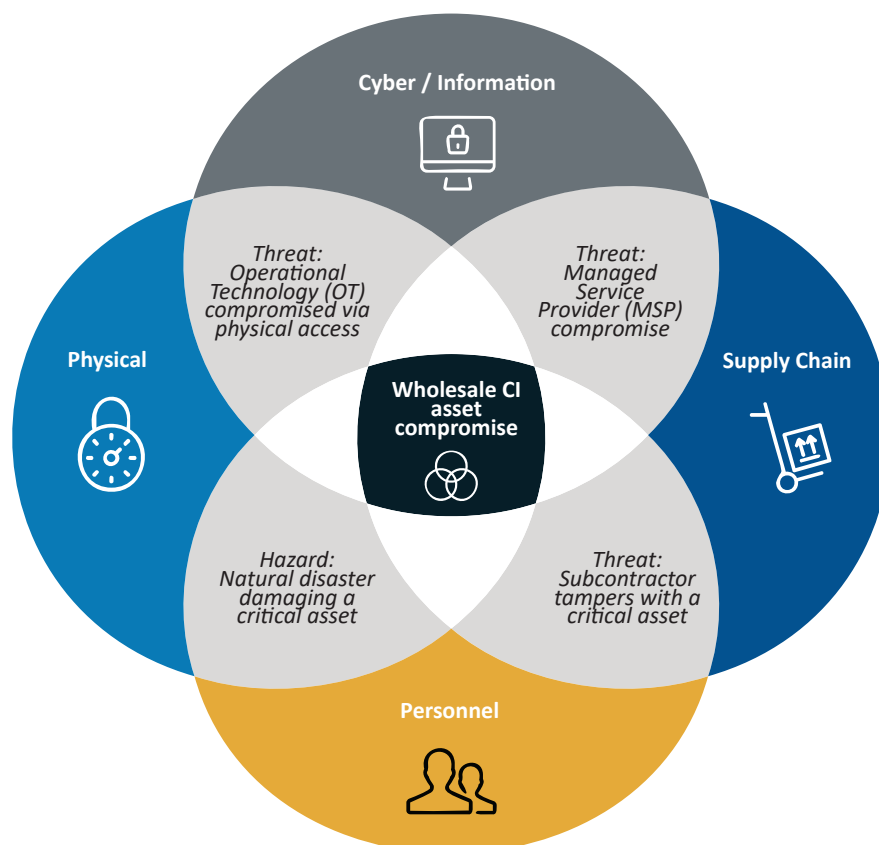 Cyber / Information
Threat:
Operational
Technology (OT)
compromised via
physical access
Threat:
Managed
Service
Provider (MSP)
compromise
Physical
Wholesale CI
asset
compromise
Supply Chain
Hazard:
Natural disaster
damaging a
critical asset
Threat:
Subcontractor
tampers with a
critical asset
Personnel